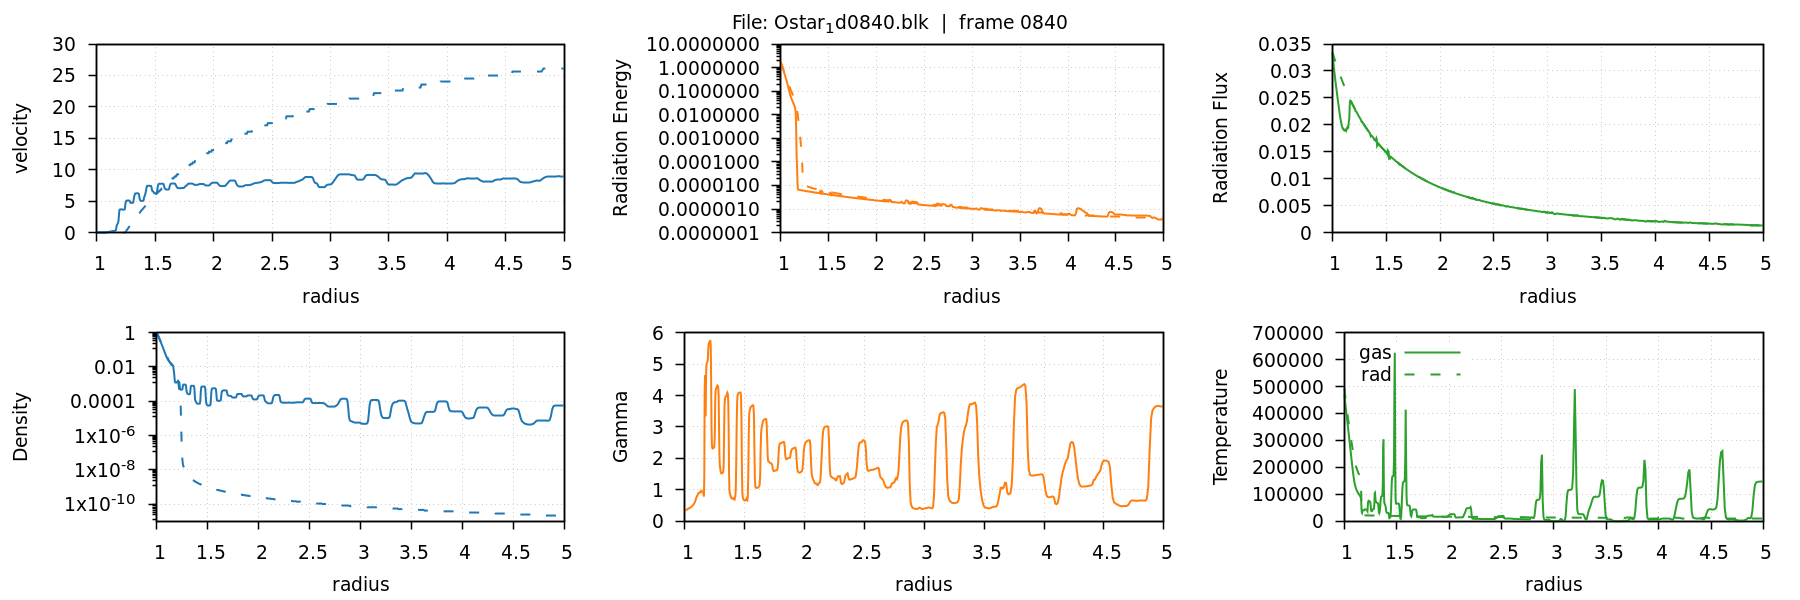 File: Ostar1d0840.blk | frame 0840
30
25
20
15
10
5
0
velocity
1 1.5 2 2.5 3 3.5 4 4.5 5
radius
10.0000000
1.0000000
0.1000000
0.0100000
0.0010000
0.0001000
0.0000100
0.0000010
0.0000001
Radiation Energy
1 1.5 2 2.5 3 3.5 4 4.5 5
radius
0.035
0.03
0.025
0.02
0.015
0.01
0.005
0
Radiation Flux
1 1.5 2 2.5 3 3.5 4 4.5 5
radius
1
0.01
0.0001
1x10-6
1x10-8
1x10-10
Density
1 1.5 2 2.5 3 3.5 4 4.5 5
radius
6
5
4
3
2
1
0
Gamma
1 1.5 2 2.5 3 3.5 4 4.5 5
radius
700000
600000
500000
400000
300000
200000
100000
0
Temperature
gas
rad
1 1.5 2 2.5 3 3.5 4 4.5 5
radius